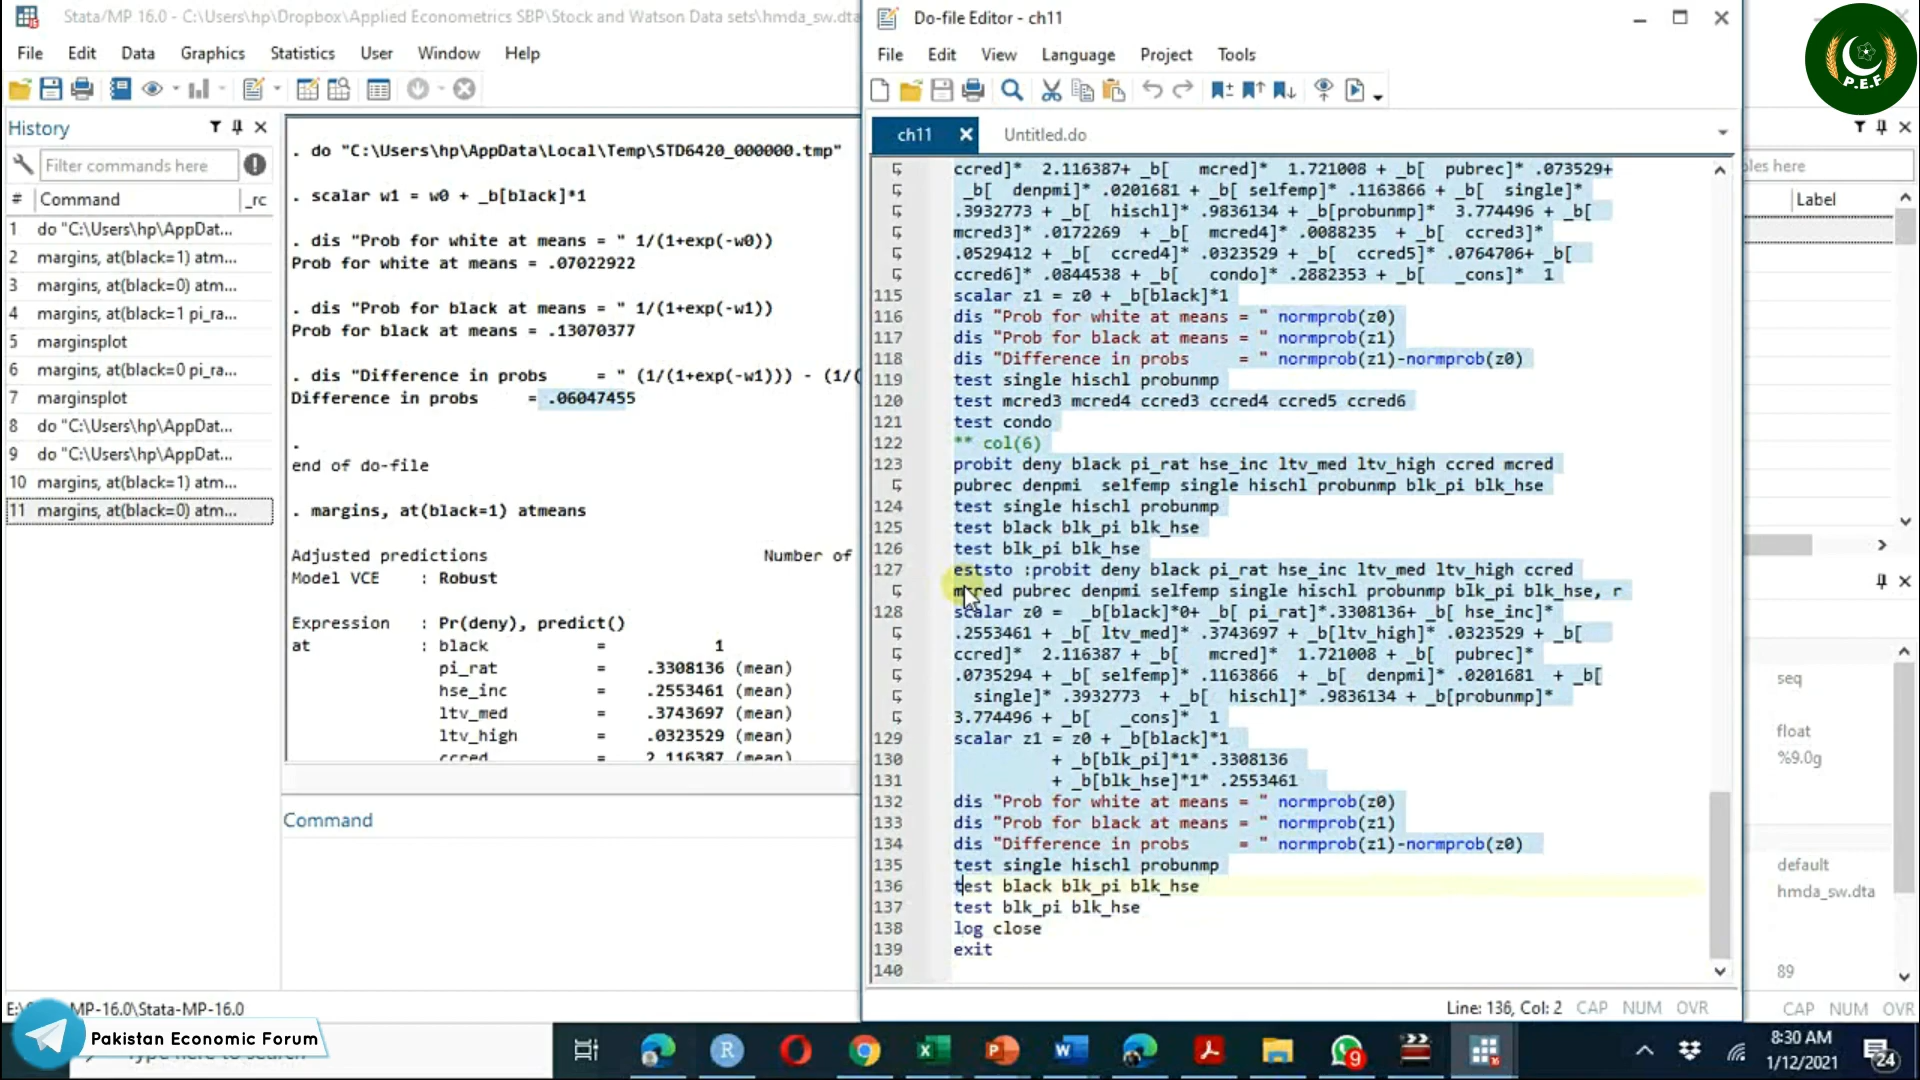 Stata/MP 16.0 - C:\Users\hp\Dropbox\Applied Econometrics SBP\Stock and Watson Data sets\hmda_sw.dta
File Edit Data Graphics Statistics User Window Help
History
Filter commands here
# Command _rc
1 do "C:\Users\hp\AppDat...
2 margins, at(black=1) atm...
3 margins, at(black=0) atm...
4 margins, at(black=1 pi_ra...
5 marginsplot
6 margins, at(black=0 pi_ra...
7 marginsplot
8 do "C:\Users\hp\AppDat...
9 do "C:\Users\hp\AppDat...
10 margins, at(black=1) atm...
11 margins, at(black=0) atm...
. do "C:\Users\hp\AppData\Local\Temp\STD6420_000000.tmp"
. scalar w1 = w0 + _b[black]*1
. dis "Prob for white at means = " 1/(1+exp(-w0))
Prob for white at means = .07022922
. dis "Prob for black at means = " 1/(1+exp(-w1))
Prob for black at means = .13070377
. dis "Difference in probs = " (1/(1+exp(-w1))) - (1/(
Difference in probs = .06047455
.
end of do-file
. margins, at(black=1) atmeans
Adjusted predictions Number of
Model VCE : Robust
Expression : Pr(deny), predict()
at : black = 1
pi_rat = .3308136 (mean)
hse_inc = .2553461 (mean)
ltv_med = .3743697 (mean)
ltv_high = .0323529 (mean)
ccred = 2.116387 (mean)
Command
Do-file Editor - ch11
File Edit View Language Project Tools
ch11 Untitled.do
ccred]* 2.116387+ _b[ mcred]* 1.721008 + _b[ pubrec]* .073529+
_b[ denpmi]* .0201681 + _b[ selfemp]* .1163866 + _b[ single]*
.3932773 + _b[ hischl]* .9836134 + _b[probunmp]* 3.774496 + _b[
mcred3]* .0172269 + _b[ mcred4]* .0088235 + _b[ ccred3]*
.0529412 + _b[ ccred4]* .0323529 + _b[ ccred5]* .0764706+ _b[
ccred6]* .0844538 + _b[ condo]* .2882353 + _b[ _cons]* 1
115 scalar z1 = z0 + _b[black]*1
116 dis "Prob for white at means = " normprob(z0)
117 dis "Prob for black at means = " normprob(z1)
118 dis "Difference in probs = " normprob(z1)-normprob(z0)
119 test single hischl probunmp
120 test mcred3 mcred4 ccred3 ccred4 ccred5 ccred6
121 test condo
122 ** col(6)
123 probit deny black pi_rat hse_inc ltv_med ltv_high ccred mcred
pubrec denpmi selfemp single hischl probunmp blk_pi blk_hse
124 test single hischl probunmp
125 test black blk_pi blk_hse
126 test blk_pi blk_hse
127 eststo :probit deny black pi_rat hse_inc ltv_med ltv_high ccred
mcred pubrec denpmi selfemp single hischl probunmp blk_pi blk_hse, r
128 scalar z0 = _b[black]*0+ _b[ pi_rat]*.3308136+ _b[ hse_inc]*
.2553461 + _b[ ltv_med]* .3743697 + _b[ltv_high]* .0323529 + _b[
ccred]* 2.116387 + _b[ mcred]* 1.721008 + _b[ pubrec]*
.0735294 + _b[ selfemp]* .1163866 + _b[ denpmi]* .0201681 + _b[
single]* .3932773 + _b[ hischl]* .9836134 + _b[probunmp]*
3.774496 + _b[ _cons]* 1
129 scalar z1 = z0 + _b[black]*1
130 + _b[blk_pi]*1* .3308136
131 + _b[blk_hse]*1* .2553461
132 dis "Prob for white at means = " normprob(z0)
133 dis "Prob for black at means = " normprob(z1)
134 dis "Difference in probs = " normprob(z1)-normprob(z0)
135 test single hischl probunmp
136 test black blk_pi blk_hse
137 test blk_pi blk_hse
138 log close
139 exit
140
Line: 136, Col: 2 CAP NUM OVR
P.E.F
les here
Label
seq
float
%9.0g
default
hmda_sw.dta
89
CAP NUM OVR
MP-16.0\Stata-MP-16.0
Pakistan Economic Forum
9
8:30 AM
1/12/2021
24